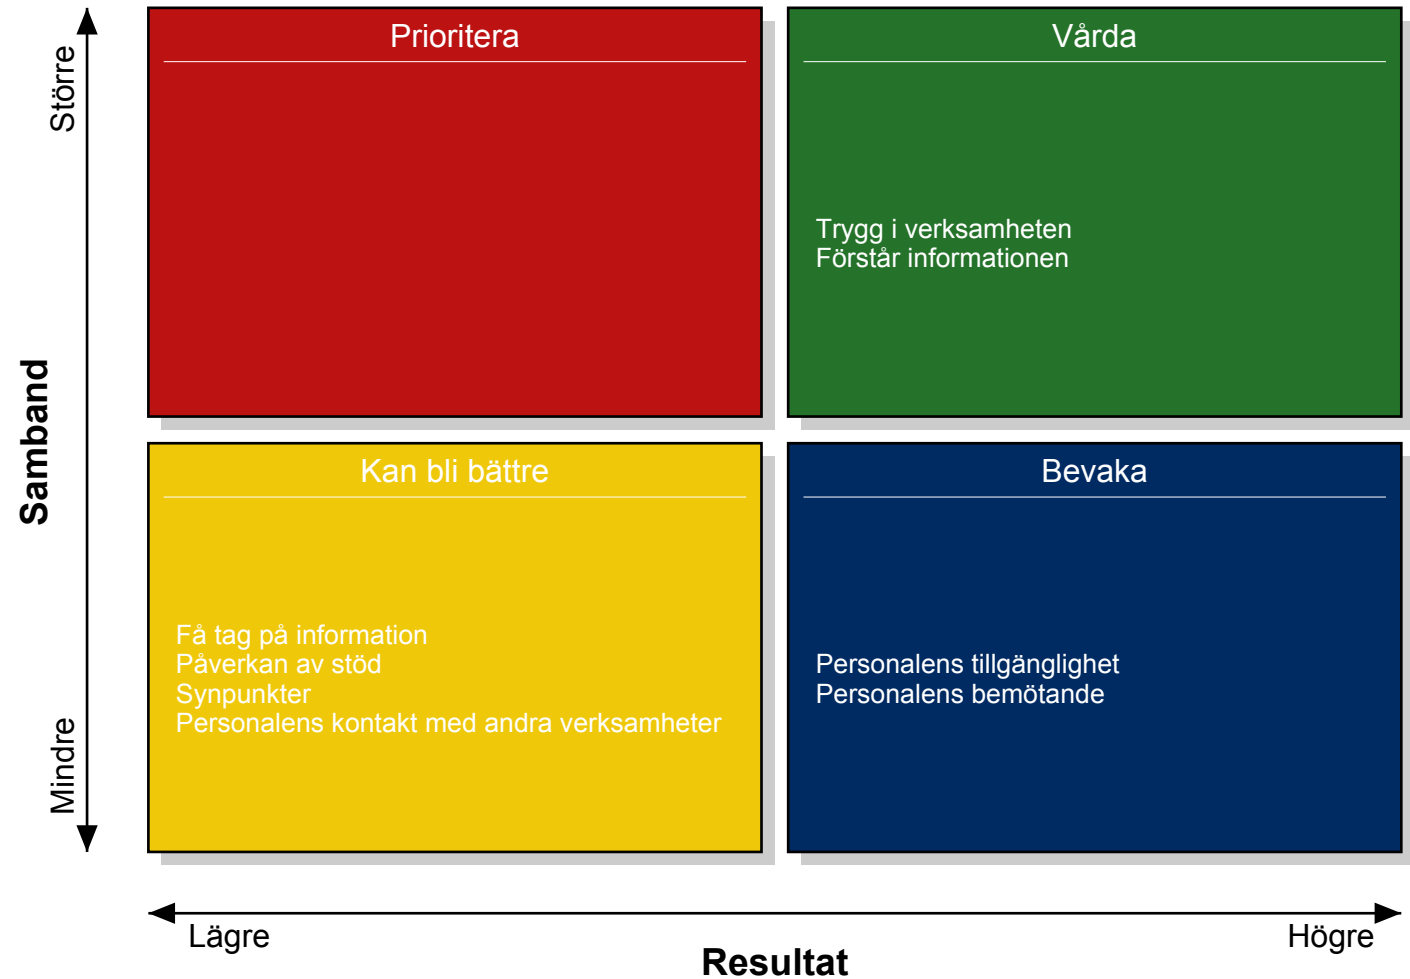 Större
Samband
Mindre
Prioritera
Vårda
Trygg i verksamheten
Förstår informationen
Kan bli bättre
Få tag på information
Påverkan av stöd
Synpunkter
Personalens kontakt med andra verksamheter
Bevaka
Personalens tillgänglighet
Personalens bemötande
Lägre
Högre
Resultat